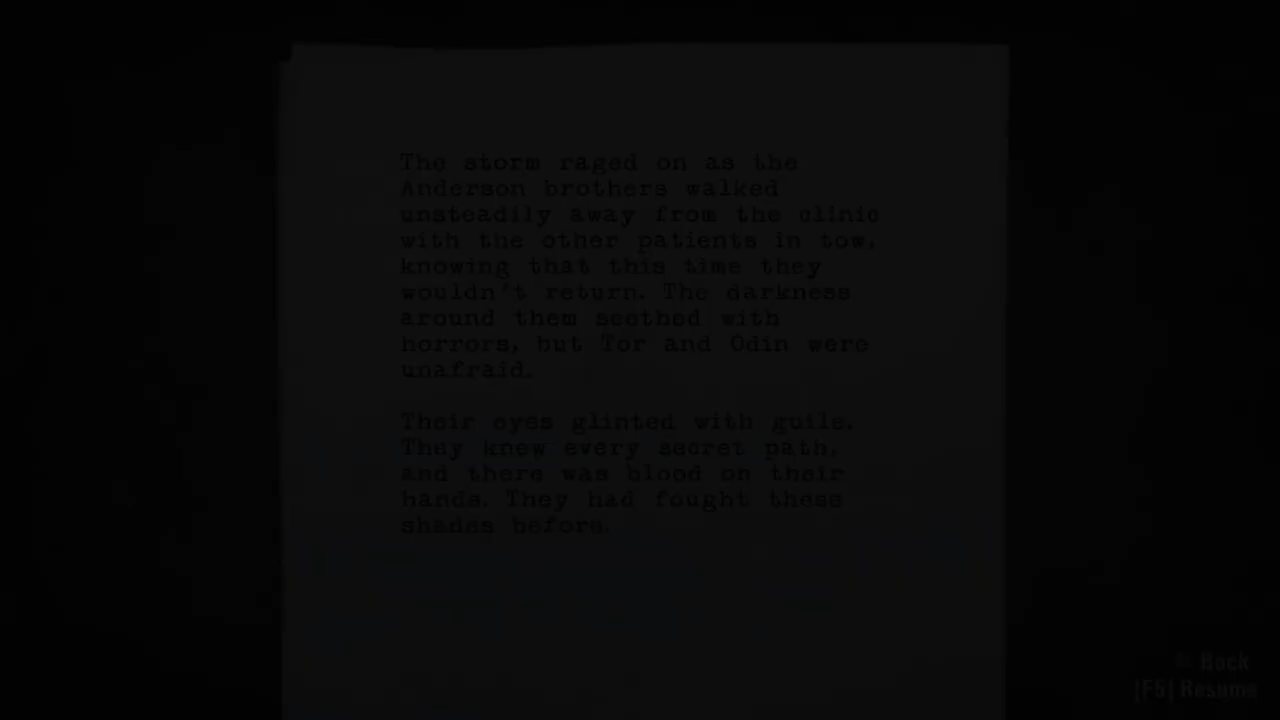 The storm raged on as the
Anderson brothers walked
unsteadily away from the clinic
with the other patients in tow,
knowing that this time they
wouldn't return. The darkness
around them seethed with
horrors, but Tor and Odin were
unafraid.
Their eyes glinted with guile.
They knew every secret path,
and there was blood on their
hands. They had fought these
shades before.
Back
[F5] Resume